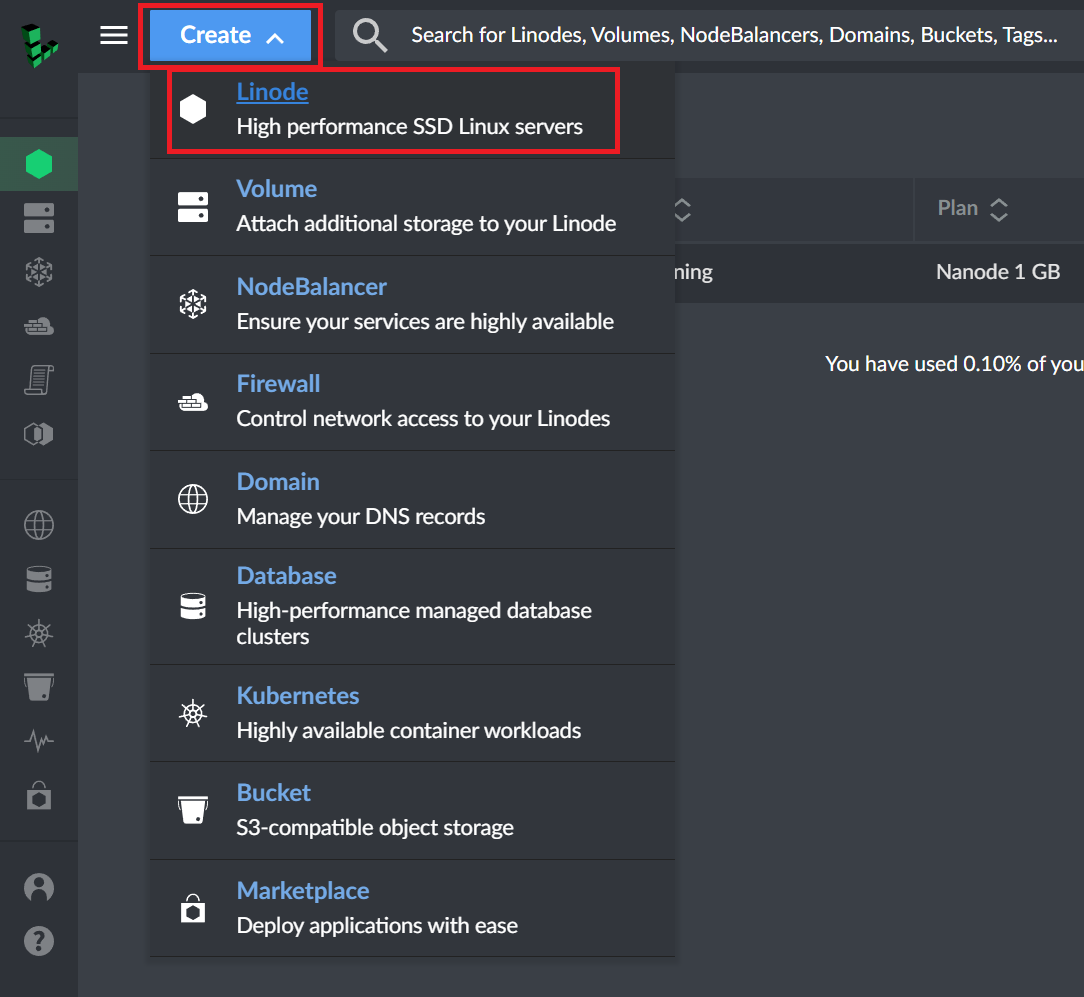 Create
Search for Linodes, Volumes, NodeBalancers, Domains, Buckets, Tags...
Linode
High performance SSD Linux servers
Volume
Attach additional storage to your Linode
Plan
NodeBalancer
ning
Nanode 1 GB
Ensure your services are highly available
You have used 0.10% of you
Firewall
Control network access to your Linodes
Domain
Manage your DNS records
Database
High-performance managed database
clusters
Kubernetes
Highly available container workloads
Bucket
S3-compatible object storage
Marketplace
Deploy applications with ease